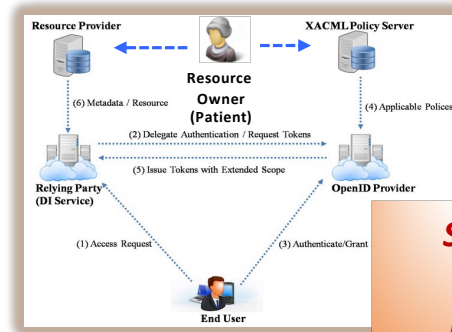 Resource Provider
XACML Policy Server
Resource
Owner
(Patient)
(6) Metadata / Resource
(4) Applicable Polices
(2) Delegate Authentication / Request Tokens
(5) Issue Tokens with Extended Scope
Relying Party
(DI Service)
OpenID Provider
(1) Access Request
(3) Authenticate/Grant
S
End User